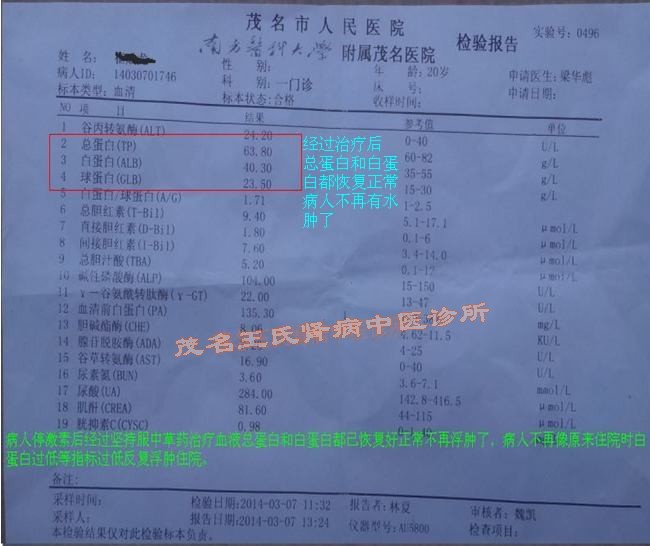 茂名市人民医院
南方醫科大學 附属茂名医院 检验报告 实验号: 0496
姓 名: 性 别: 年 龄: 20岁 申请医生: 梁华彪
病人ID: 14030701746 科 别: 一门诊 床 号: 申请日期:
标本类型: 血清 标本状态: 合格 收样时间:
NO 项 目 结果 参考值 单位
1 谷丙转氨酶(ALT) 24.20 0-40 U/L
2 总蛋白(TP) 63.80 60-82 g/L
3 白蛋白(ALB) 40.30 35-55 g/L
4 球蛋白(GLB) 23.50 15-30 g/L
5 白蛋白/球蛋白(A/G) 1.71 1-2.5
6 总胆红素(T-Bil) 9.40 5.1-17.1 μmol/L
7 直接胆红素(D-Bil) 1.80 0.1-6 μmol/L
8 间接胆红素(I-Bil) 7.60 3.4-14.0 μmol/L
9 总胆汁酸(TBA) 5.20 0.1-12 μmol/L
10 碱性磷酸酶(ALP) 104.00 15-150 U/L
11 γ-谷氨酰转肽酶(γ-GT) 22.00 13-47 U/L
12 血清前白蛋白(PA) 135.30 mg/L
13 胆碱酯酶(CHE) 8.06 4.62-11.5 KU/L
14 腺苷脱胺酶(ADA) 4-25 U/L
15 谷草转氨酶(AST) 16.90 0-40 U/L
16 尿素氮(BUN) 3.60 3.6-7.1 mmol/L
17 尿酸(UA) 284.00 142.8-416.5 μmol/L
18 肌酐(CREA) 81.60 44-115 μmol/L
19 胱抑素C(CYSC) 0.98 mg/L
经过治疗后
总蛋白和白蛋
白都恢复正常
病人不再有水
肿了
茂名王氏肾病中医诊所
病人停激素后经过坚持服中草药治疗血液总蛋白和白蛋白都已恢复好正常不再浮肿了，病人不再像原来住院时白
蛋白过低等指标过低反复浮肿住院。
备注:
采样时间: 检验日期: 2014-03-07 11:32 报告者: 林夏 审核者: 魏凯
采样人: 报告日期: 2014-03-07 13:24 仪器型号: AU5800 检查项目:
本检验结果仅对此检验标本负责。